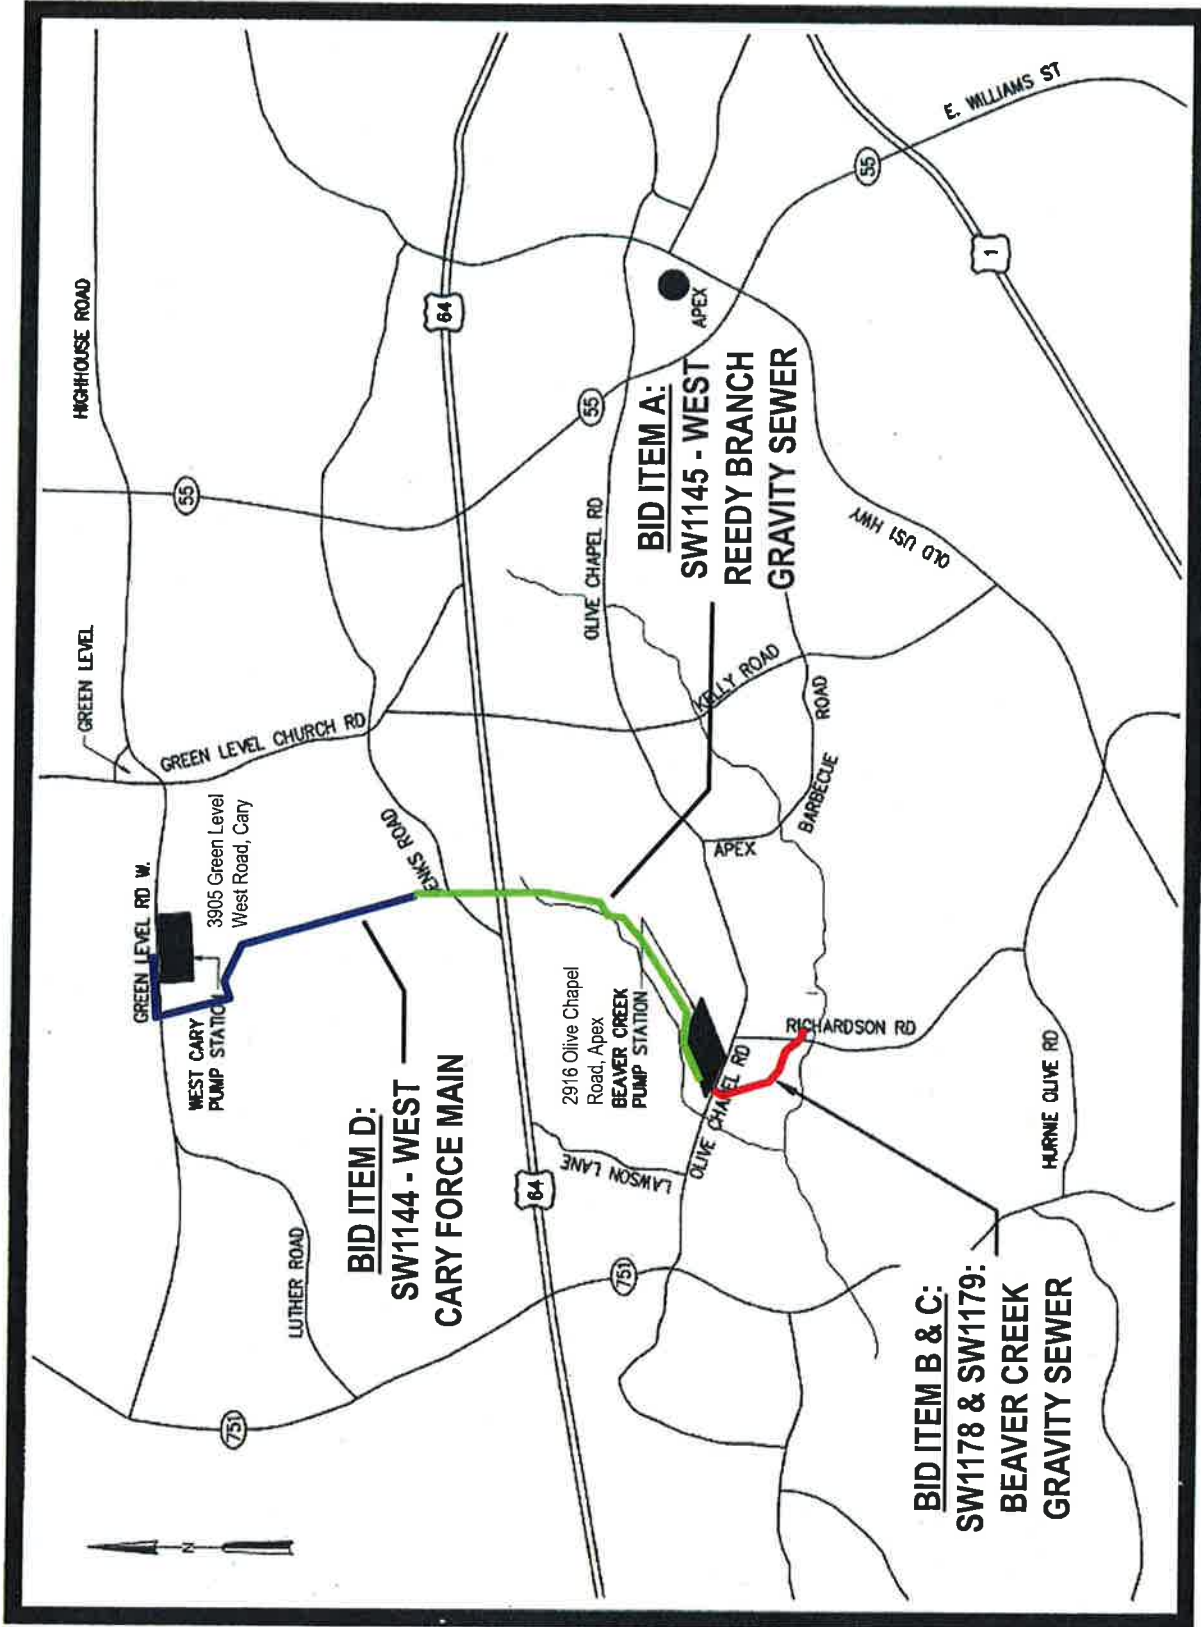 HIGHHOUSE ROAD
GREEN LEVEL
55
GREEN LEVEL CHURCH RD
GREEN LEVEL RD W.
3905 Green Level
West Road, Cary
WEST CARY
PUMP STATION
751
N
LUTHER ROAD
BID ITEM D:
SW1144 - WEST
CARY FORCE MAIN
JENKS ROAD
64
55
OLIVE CHAPEL RD
APEX
55
E. WILLIAMS ST
1
BID ITEM A:
SW1145 - WEST
REEDY BRANCH
GRAVITY SEWER
KELLY ROAD
OLD US1 HWY
2916 Olive Chapel
Road, Apex
BEAVER CREEK
PUMP STATION
64
LAWSON LANE
751
OLIVE CHAPEL RD
APEX
BARBECUE
ROAD
RICHARDSON RD
HURNIE OLIVE RD
BID ITEM B & C:
SW1178 & SW1179:
BEAVER CREEK
GRAVITY SEWER